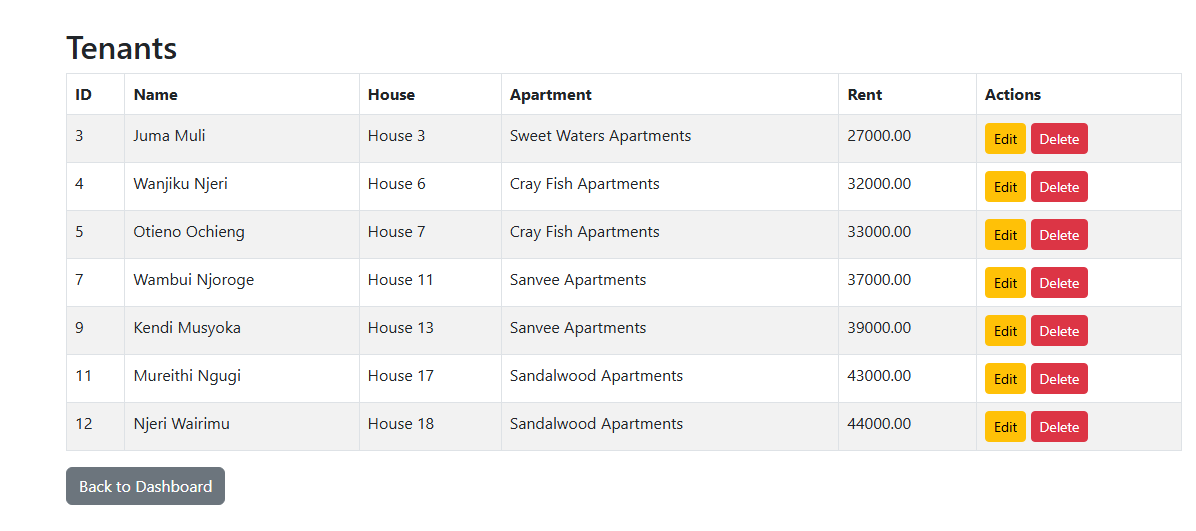 Tenants
ID Name House Apartment Rent Actions
3 Juma Muli House 3 Sweet Waters Apartments 27000.00 Edit Delete
4 Wanjiku Njeri House 6 Cray Fish Apartments 32000.00 Edit Delete
5 Otieno Ochieng House 7 Cray Fish Apartments 33000.00 Edit Delete
7 Wambui Njoroge House 11 Sanvee Apartments 37000.00 Edit Delete
9 Kendi Musyoka House 13 Sanvee Apartments 39000.00 Edit Delete
11 Mureithi Ngugi House 17 Sandalwood Apartments 43000.00 Edit Delete
12 Njeri Wairimu House 18 Sandalwood Apartments 44000.00 Edit Delete
Back to Dashboard